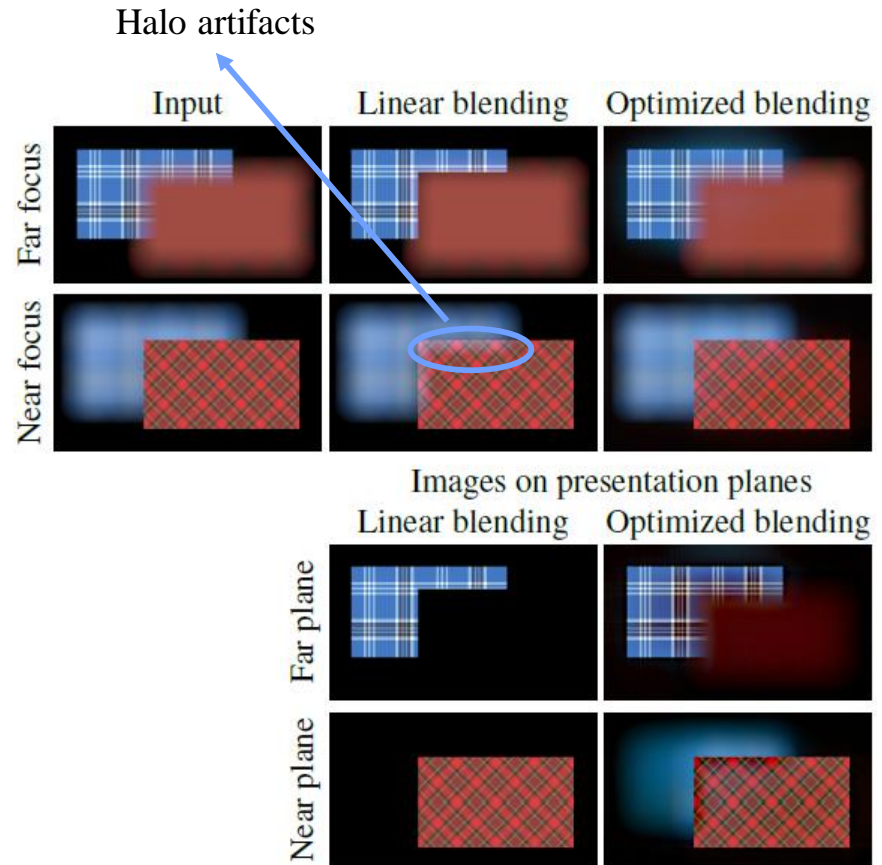 Halo artifacts
Input Linear blending Optimized blending
Far focus
Near focus
Images on presentation planes
Linear blending Optimized blending
Far plane
Near plane